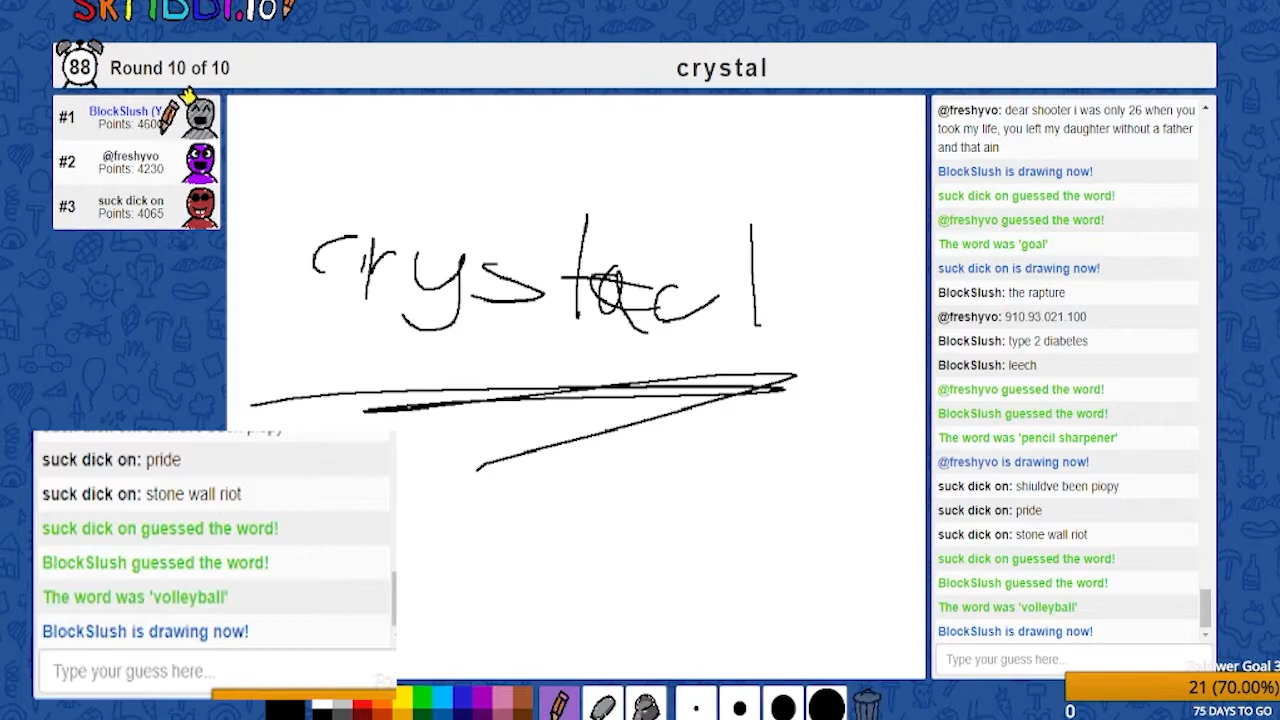 skribbl.io
88
Round 10 of 10
crystal
#1
BlockSlush (Y
Points: 4600
#2
@freshyvo
Points: 4230
#3
suck dick on
Points: 4065
crystacl
@freshyvo: dear shooter i was only 26 when you
took my life, you left my daughter without a father
and that ain
BlockSlush is drawing now!
suck dick on guessed the word!
@freshyvo guessed the word!
The word was 'goal'
suck dick on is drawing now!
BlockSlush: the rapture
@freshyvo: 910.93.021.100
BlockSlush: type 2 diabetes
BlockSlush: leech
@freshyvo guessed the word!
BlockSlush guessed the word!
The word was 'pencil sharpener'
@freshyvo is drawing now!
suck dick on: shiuldve been piopy
suck dick on: pride
suck dick on: stone wall riot
suck dick on guessed the word!
BlockSlush guessed the word!
The word was 'volleyball'
BlockSlush is drawing now!
Type your guess here...
suck dick on: pride
suck dick on: stone wall riot
suck dick on guessed the word!
BlockSlush guessed the word!
The word was 'volleyball'
BlockSlush is drawing now!
Type your guess here...
wer Goal 3
21 (70.00%)
0
75 DAYS TO GO